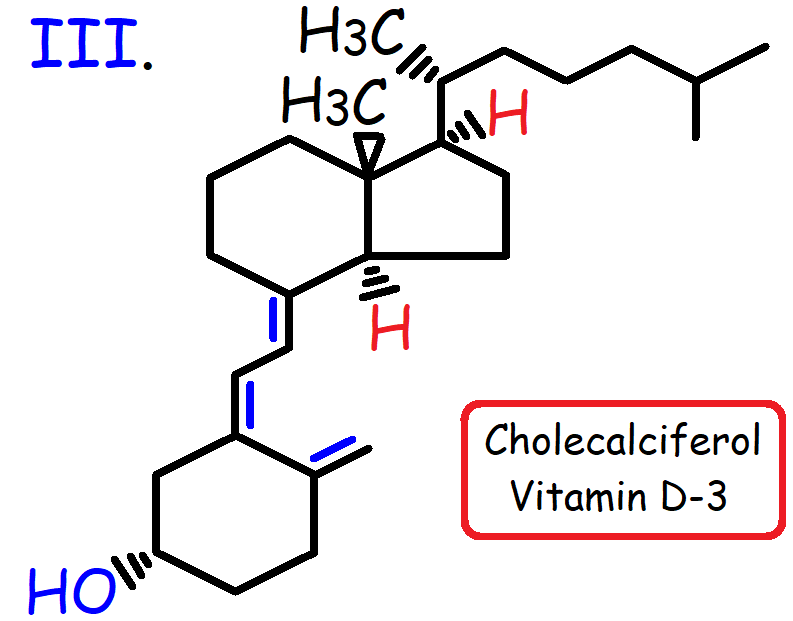 III.
H3C
H3C
H
H
Cholecalciferol
Vitamin D-3
HO